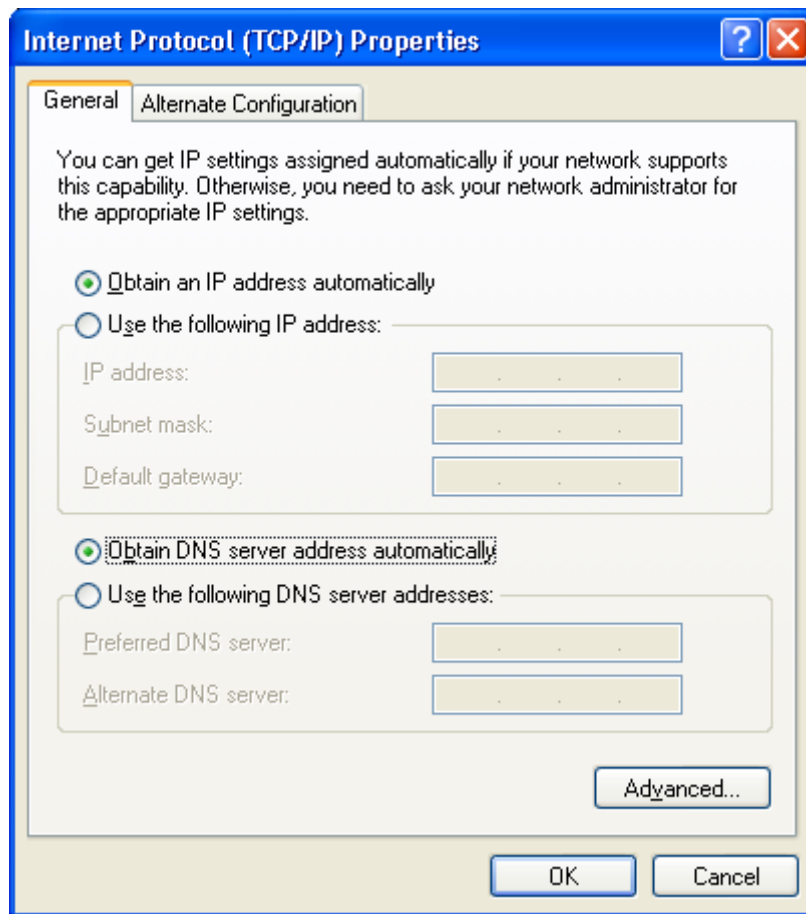 Internet Protocol (TCP/IP) Properties
General
Alternate Configuration
You can get IP settings assigned automatically if your network supports
this capability. Otherwise, you need to ask your network administrator for
the appropriate IP settings.
Obtain an IP address automatically
Use the following IP address:
IP address:
Subnet mask:
Default gateway:
Obtain DNS server address automatically
Use the following DNS server addresses:
Preferred DNS server:
Alternate DNS server:
Advanced...
OK
Cancel